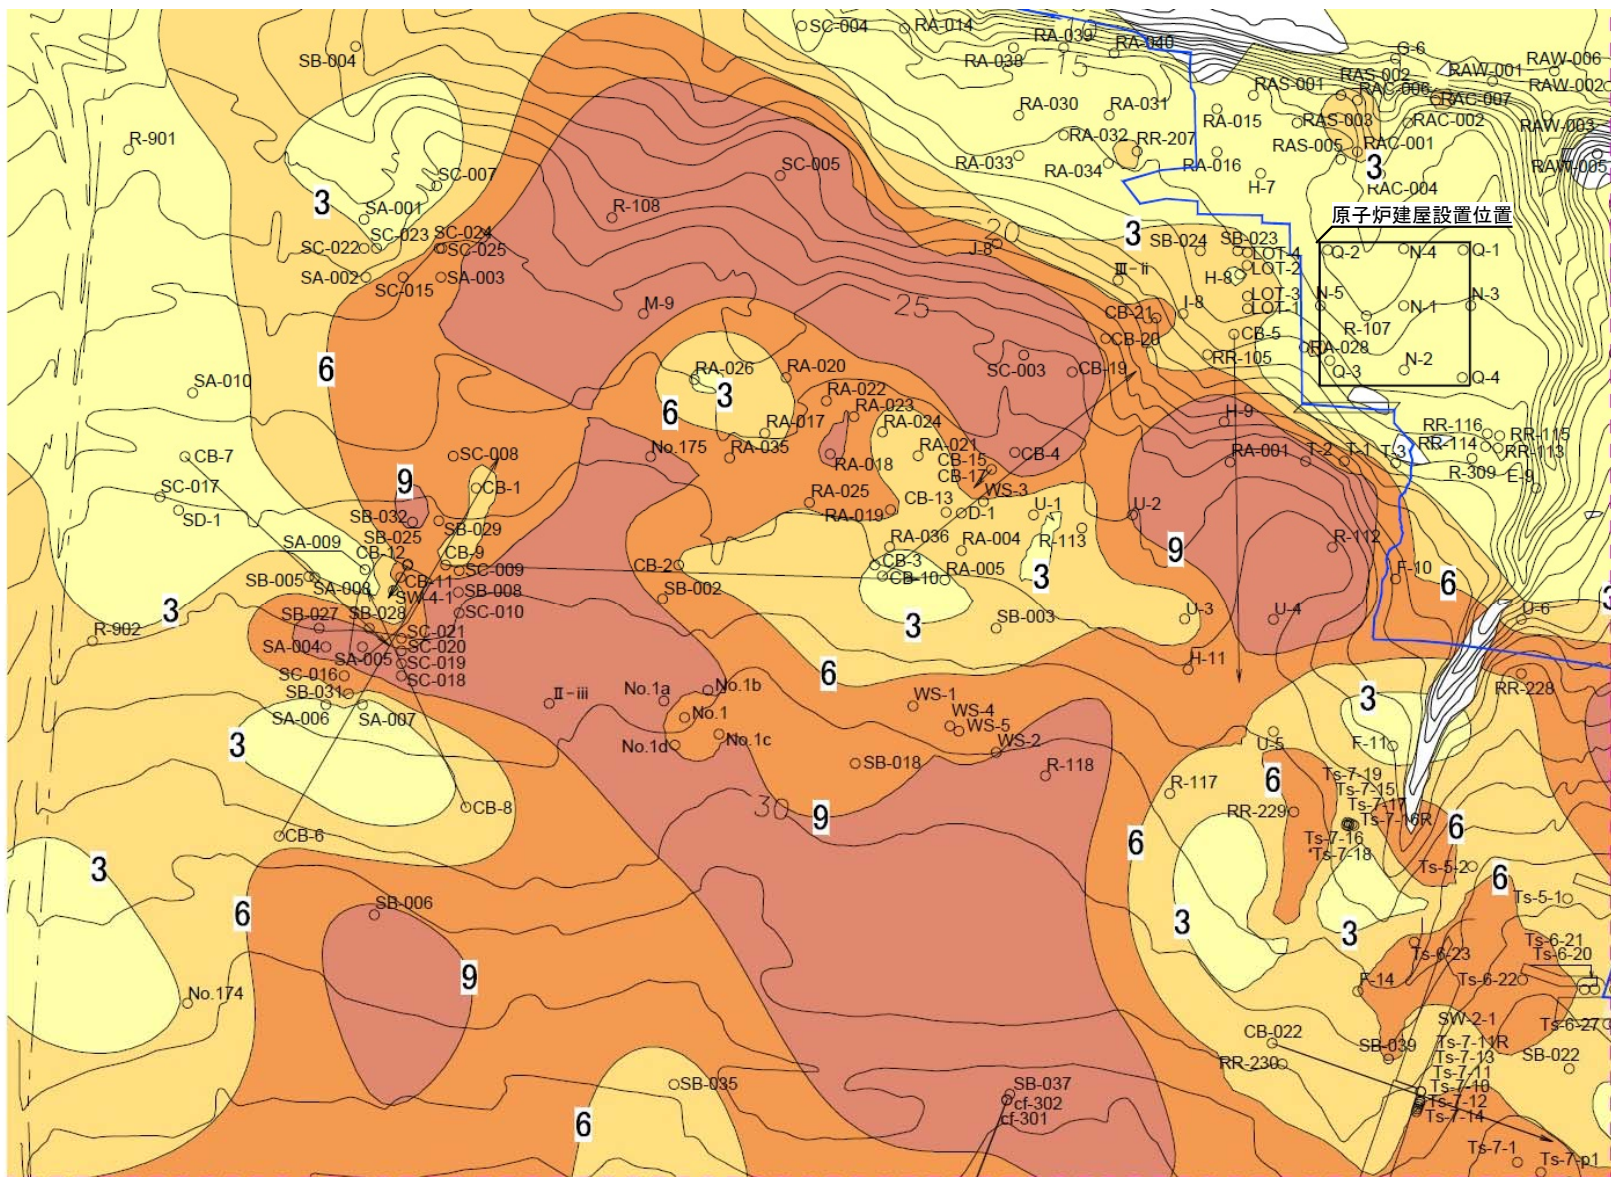 SC-004
RA-014
RA-039
RA-040
RA-038
15
SB-004
G-6
RAW-006
RAW-001
RAW-002
RAS-002
RAC-006
RAC-007
RAS-001
RA-030
RA-031
RA-015
RAS-003
RAC-002
RAW-003
R-901
RA-032
RR-207
RA-033
RA-034
RA-016
RAS-005
RAC-001
RAW-005
3
SC-005
H-7
RAC-004
SC-007
3
SA-001
R-108
原子炉建屋設置位置
SC-024
SC-023
SC-022
SC-025
20
J-8
3
SB-024
SB-023
LOT-4
Q-2
N-4
Q-1
SA-002
SC-015
SA-003
III-ii
H-8
LOT-2
M-9
25
CB-21
I-8
LOT-3
LOT-1
N-5
N-1
N-3
R-107
CB-20
CB-5
RA-028
RR-105
SC-003
CB-19
N-2
Q-3
Q-4
6
SA-010
RA-026
3
RA-020
RA-022
RA-023
6
RA-017
RA-024
H-9
RR-116
RR-115
RR-114
RR-113
CB-7
SC-008
No.175
RA-035
RA-018
RA-021
CB-15
CB-17
CB-4
RA-001
T-2
T-1
T-3
R-309
E-9
9
SC-017
SD-1
CB-1
RA-025
RA-019
CB-13
D-1
WS-3
U-1
U-2
SB-032
SB-029
SB-025
R-113
R-112
9
SA-009
CB-12
CB-9
SC-009
RA-036
RA-004
CB-2
CB-3
CB-10
RA-005
3
F-10
6
SB-005
SA-008
CB-11
SW-4-1
SB-008
SB-002
3
SB-027
SB-028
SC-010
3
SB-003
U-3
U-4
U-6
3
R-902
SC-021
SC-020
SC-019
SC-018
SA-004
SA-005
SC-016
SB-031
6
H-11
RR-228
SA-006
SA-007
II-iii
No.1a
No.1b
No.1
No.1c
No.1d
WS-1
WS-4
WS-5
WS-2
3
3
U-5
F-11
SB-018
R-118
R-117
6
Ts-7-19
Ts-7-15
Ts-7-17
Ts-7-16R
CB-8
30
9
RR-229
Ts-7-16
Ts-7-18
6
CB-6
6
3
Ts-5-2
6
Ts-5-1
6
SB-006
3
3
Ts-6-23
Ts-6-21
Ts-6-20
9
No.174
F-14
Ts-6-22
SW-2-1
Ts-6-27
CB-022
SB-039
Ts-7-11R
Ts-7-13
SB-022
RR-230
Ts-7-11
Ts-7-10
SB-035
SB-037
cf-302
cf-301
Ts-7-12
Ts-7-14
6
Ts-7-1
Ts-7-p1